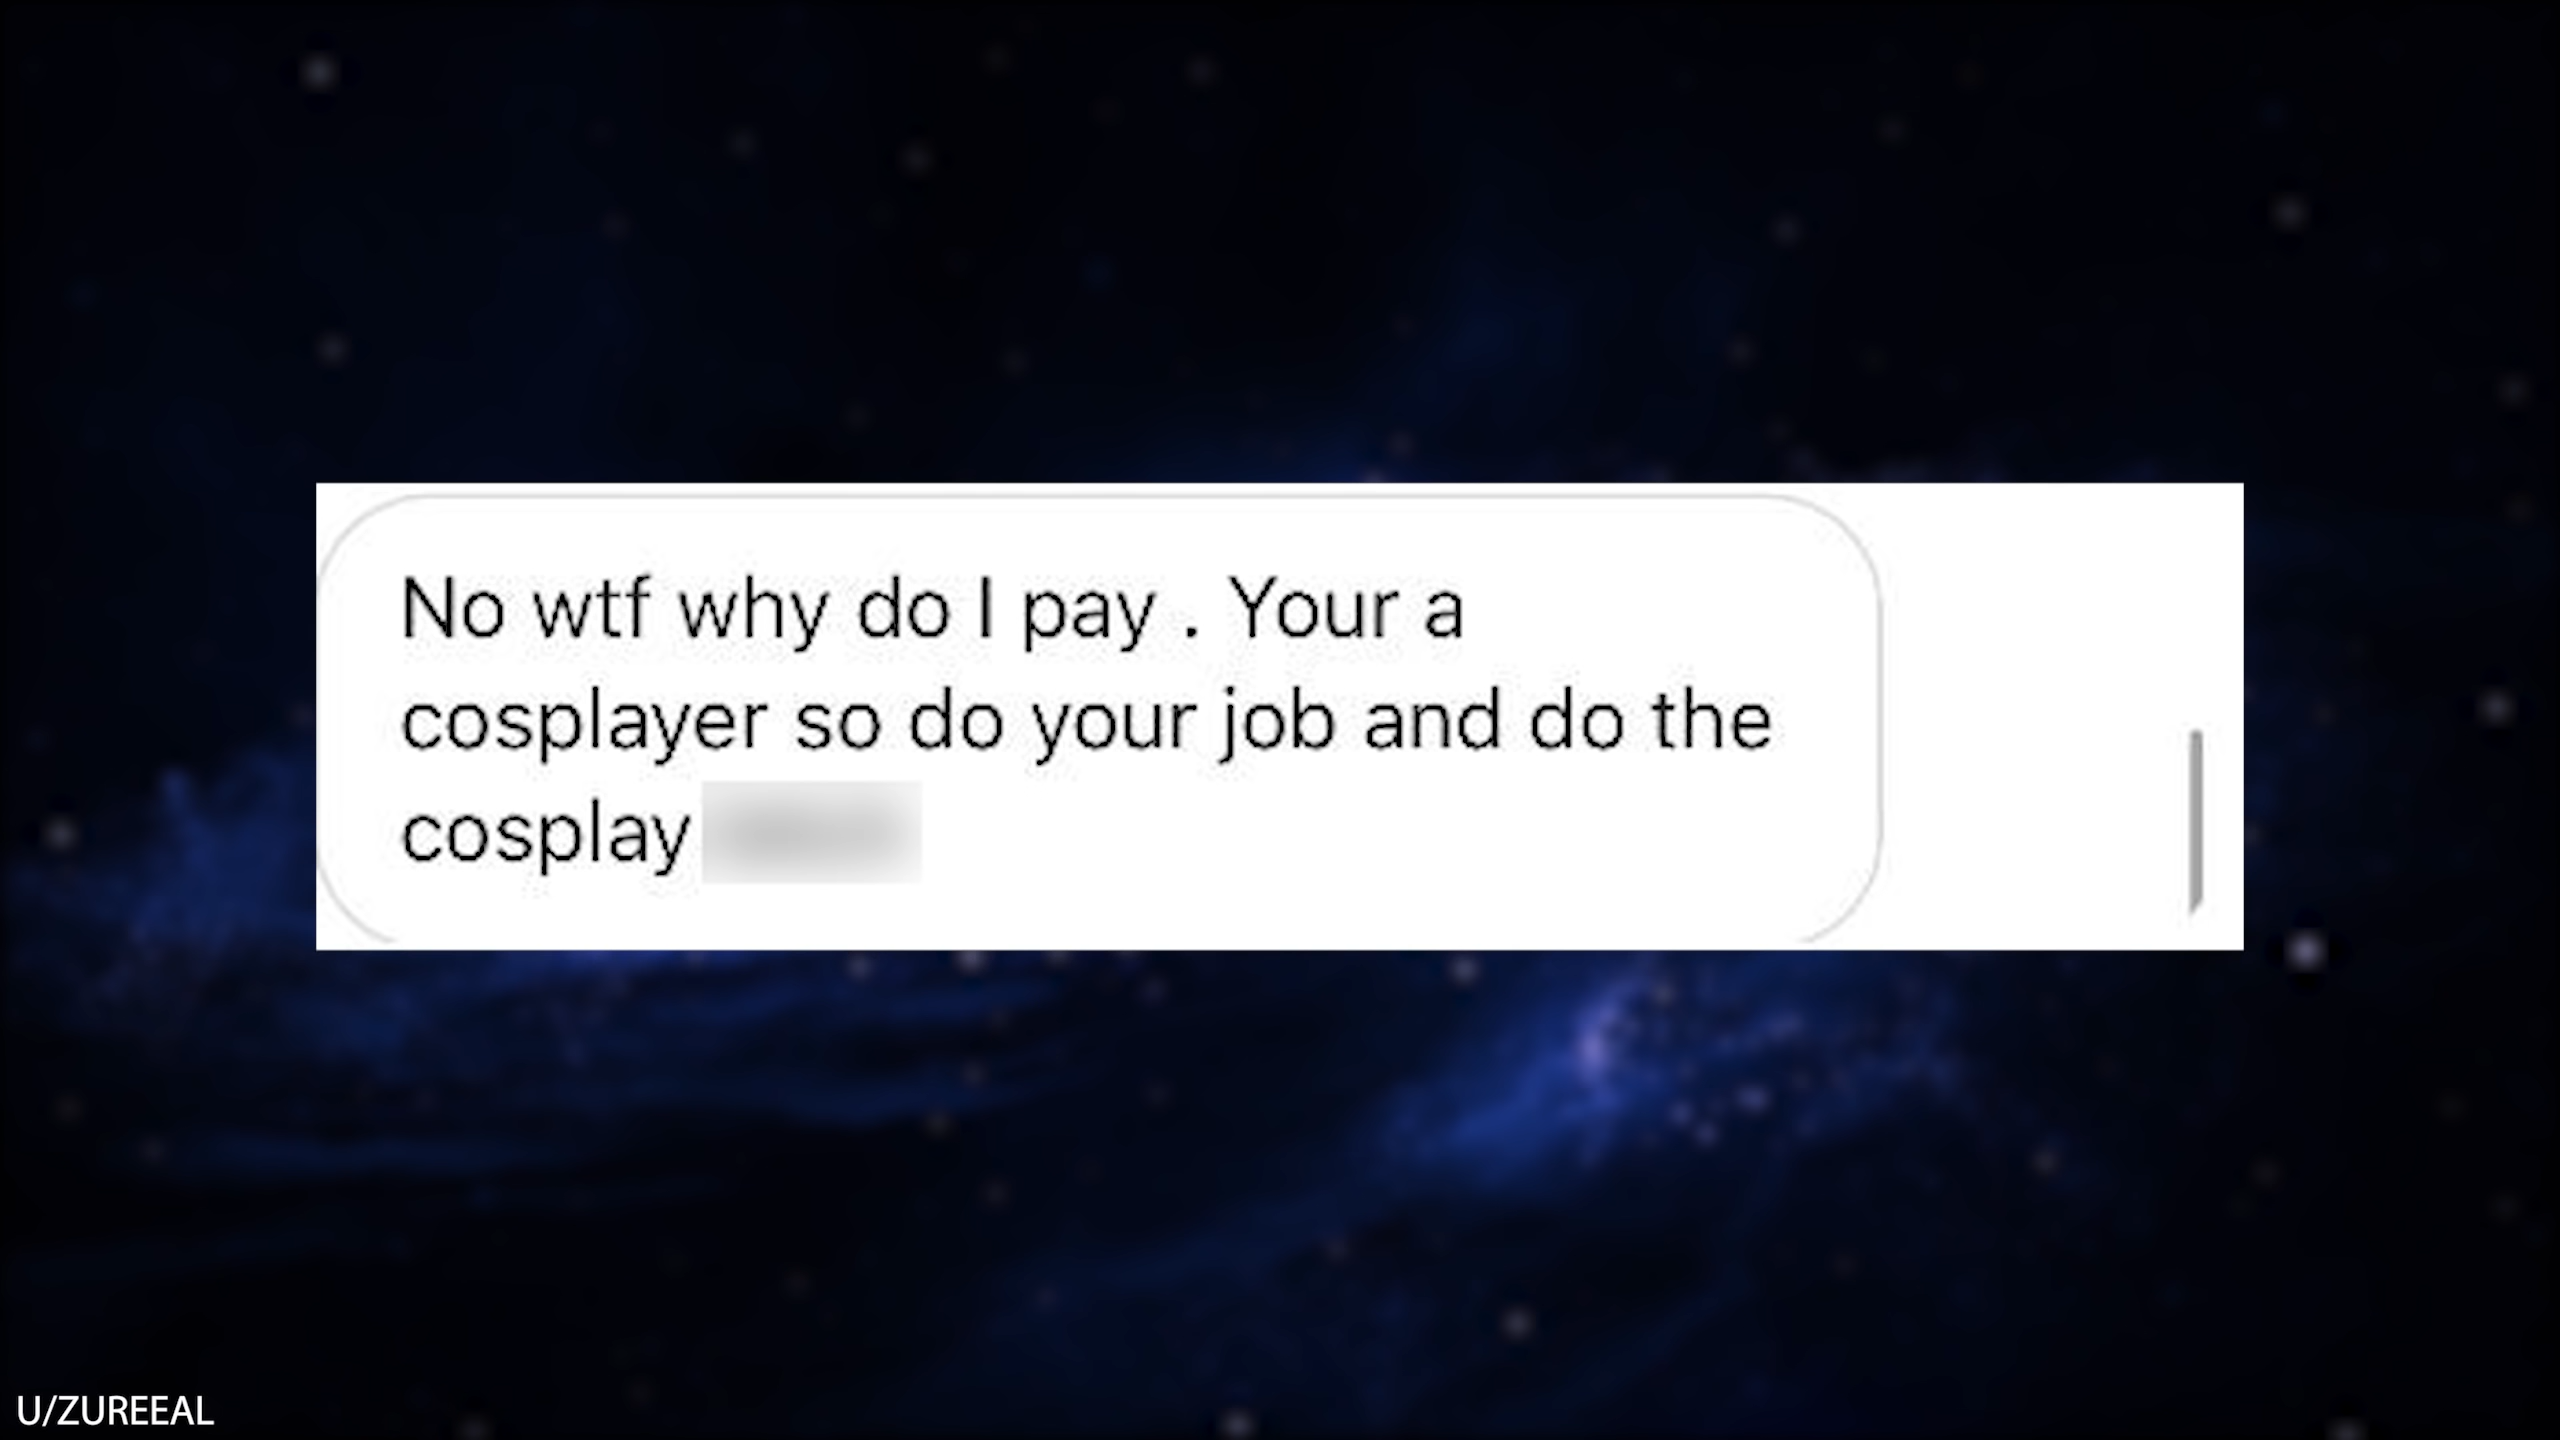 No wtf why do I pay . Your a
cosplayer so do your job and do the
cosplay
U/ZUREEAL